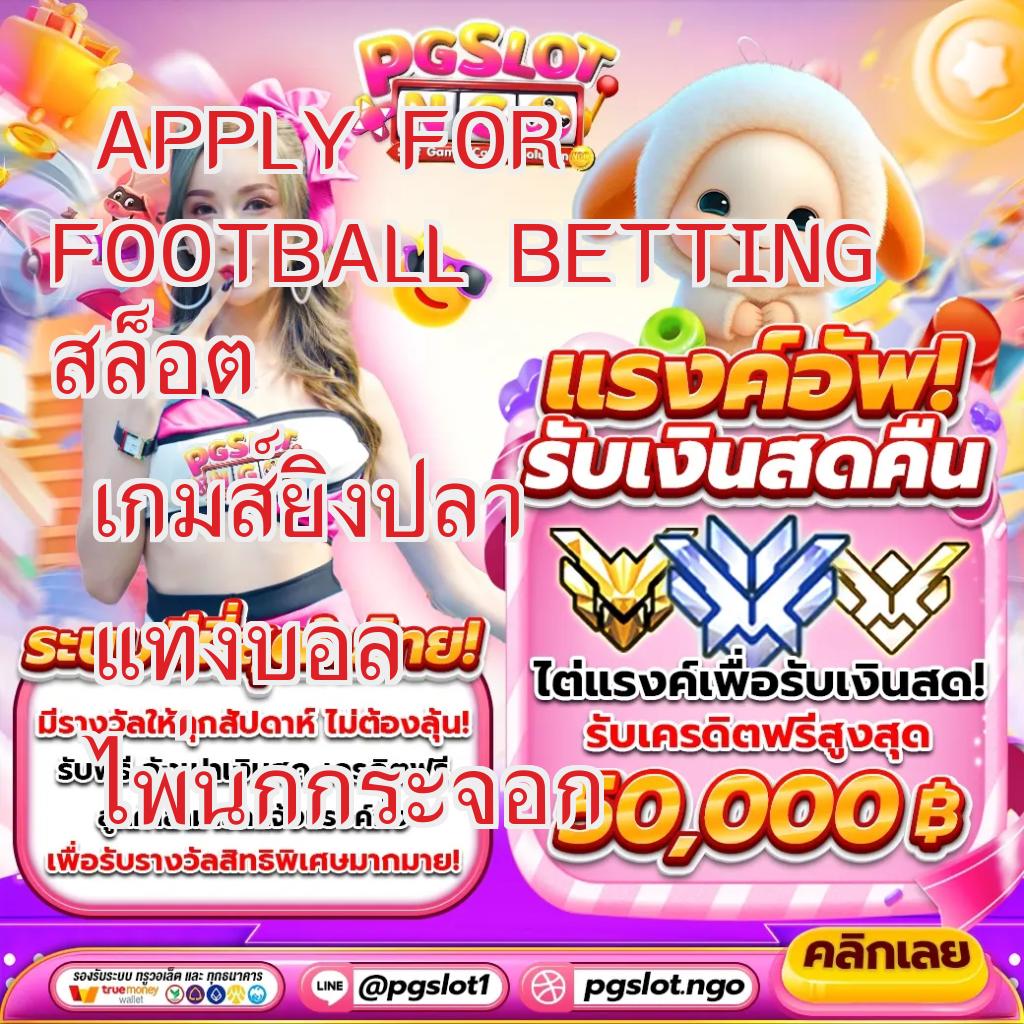 PGSLOT
NGO
APPLY FOR
FOOTBALL BETTING
สล็อต
เกมส์ยิงปลา
แทงบอล
ไพ่นกกระจอก
PGSLOT
แรงค์อัพ!
รับเงินสดคืน
ไต่แรงค์เพื่อรับเงินสด!
รับเครดิตฟรีสูงสุด
50,000 ฿
มีรางวัลให้ทุกสัปดาห์ ไม่ต้องลุ้น!
รับฟรี
เพื่อรับรางวัลสิทธิพิเศษมากมาย!
คลิกเลย
รองรับระบบ ทรูวอเล็ต และ ทุกธนาคาร
truemoney
wallet
LINE @pgslot1
pgslot.ngo